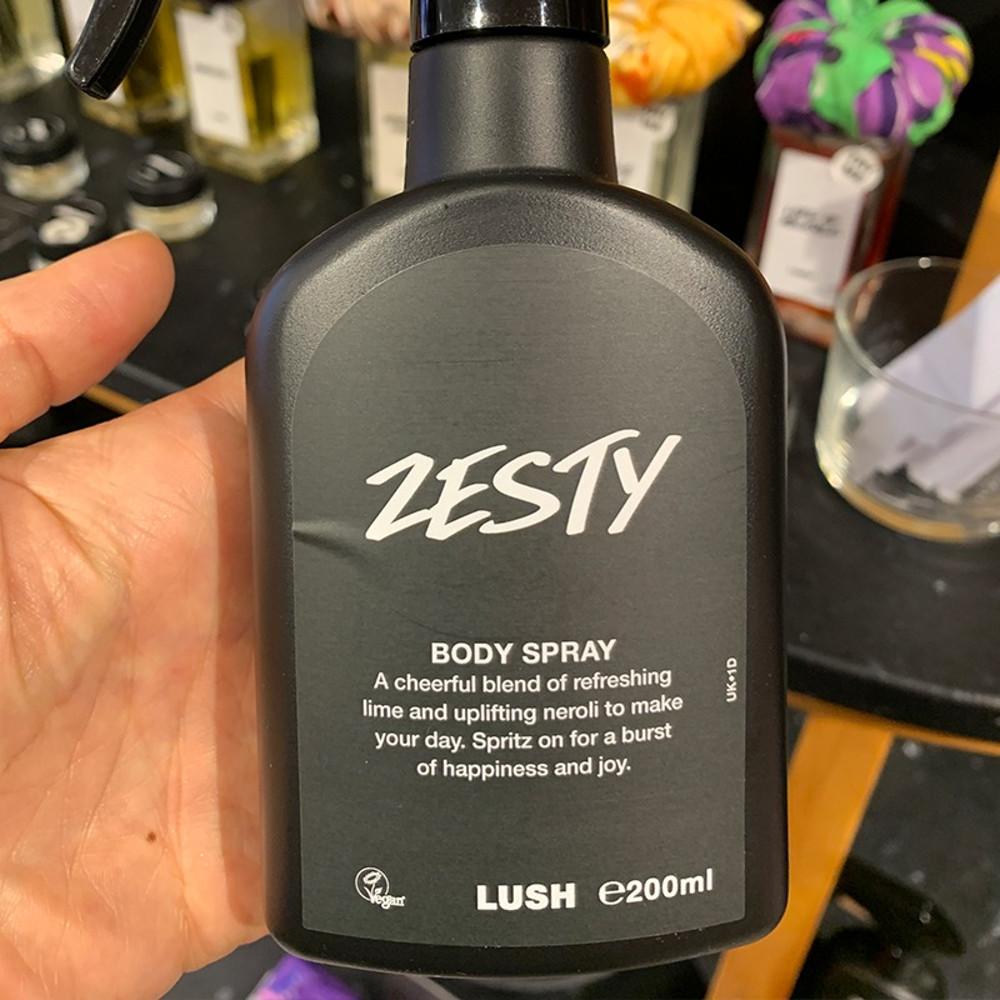 ZESTY
BODY SPRAY
A cheerful blend of refreshing
lime and uplifting neroli to make
your day. Spritz on for a burst
of happiness and joy.
UK•1D
Vegan
LUSH ℮200ml